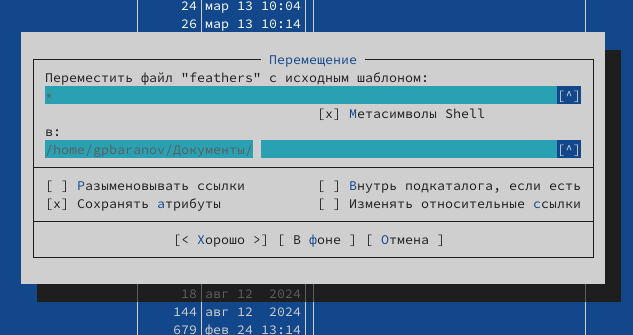 24 мар 13 10:04
26 мар 13 10:14
Перемещение
Переместить файл "feathers" с исходным шаблоном:
* [^]
[x] Метасимволы Shell
в:
/home/gpbaranov/Документы/ [^]
[ ] Разыменовывать ссылки [ ] Внутрь подкаталога, если есть
[x] Сохранять атрибуты [ ] Изменять относительные ссылки
[< Хорошо >] [ В фоне ] [ Отмена ]
18 авг 12 2024
144 авг 12 2024
679 фев 24 13:14